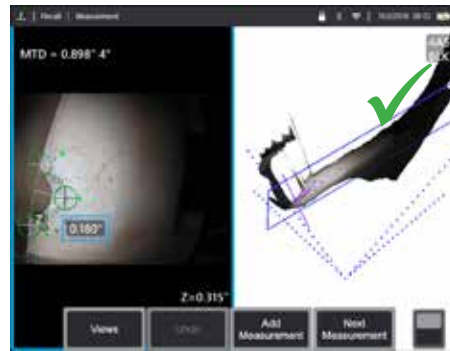 Recall | Measurement
MTD = 0.898" 4"
0.180"
Z=0.315"
Views
Undo
Add
Measurement
Next
Measurement